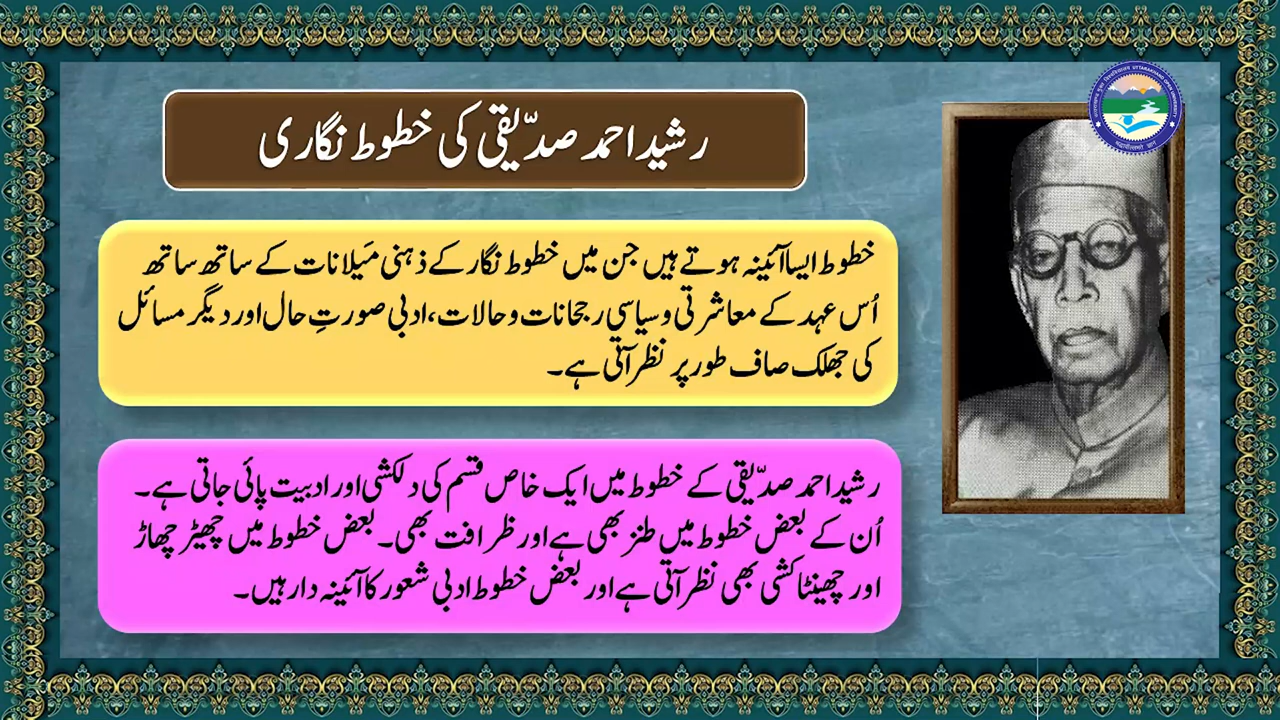 رشید احمد صدّیقی کی خطوط نگاری
خطوط ایسا آئینہ ہوتے ہیں جن میں خطوط نگار کے ذہنی مَیلانات کے ساتھ ساتھ
اُس عہد کے معاشرتی و سیاسی رجحانات و حالات، ادبی صورتِ حال اور دیگر مسائل
کی جھلک صاف طور پر نظر آتی ہے۔
رشید احمد صدّیقی کے خطوط میں ایک خاص قسم کی دلکشی اور ادبیت پائی جاتی ہے۔
اُن کے بعض خطوط میں طنز بھی ہے اور ظرافت بھی۔ بعض خطوط میں چھیڑ چھاڑ
اور چھینٹا کشی بھی نظر آتی ہے اور بعض خطوط ادبی شعور کا آئینہ دار ہیں۔
UTTARAKHAND OPEN UNIVERSITY